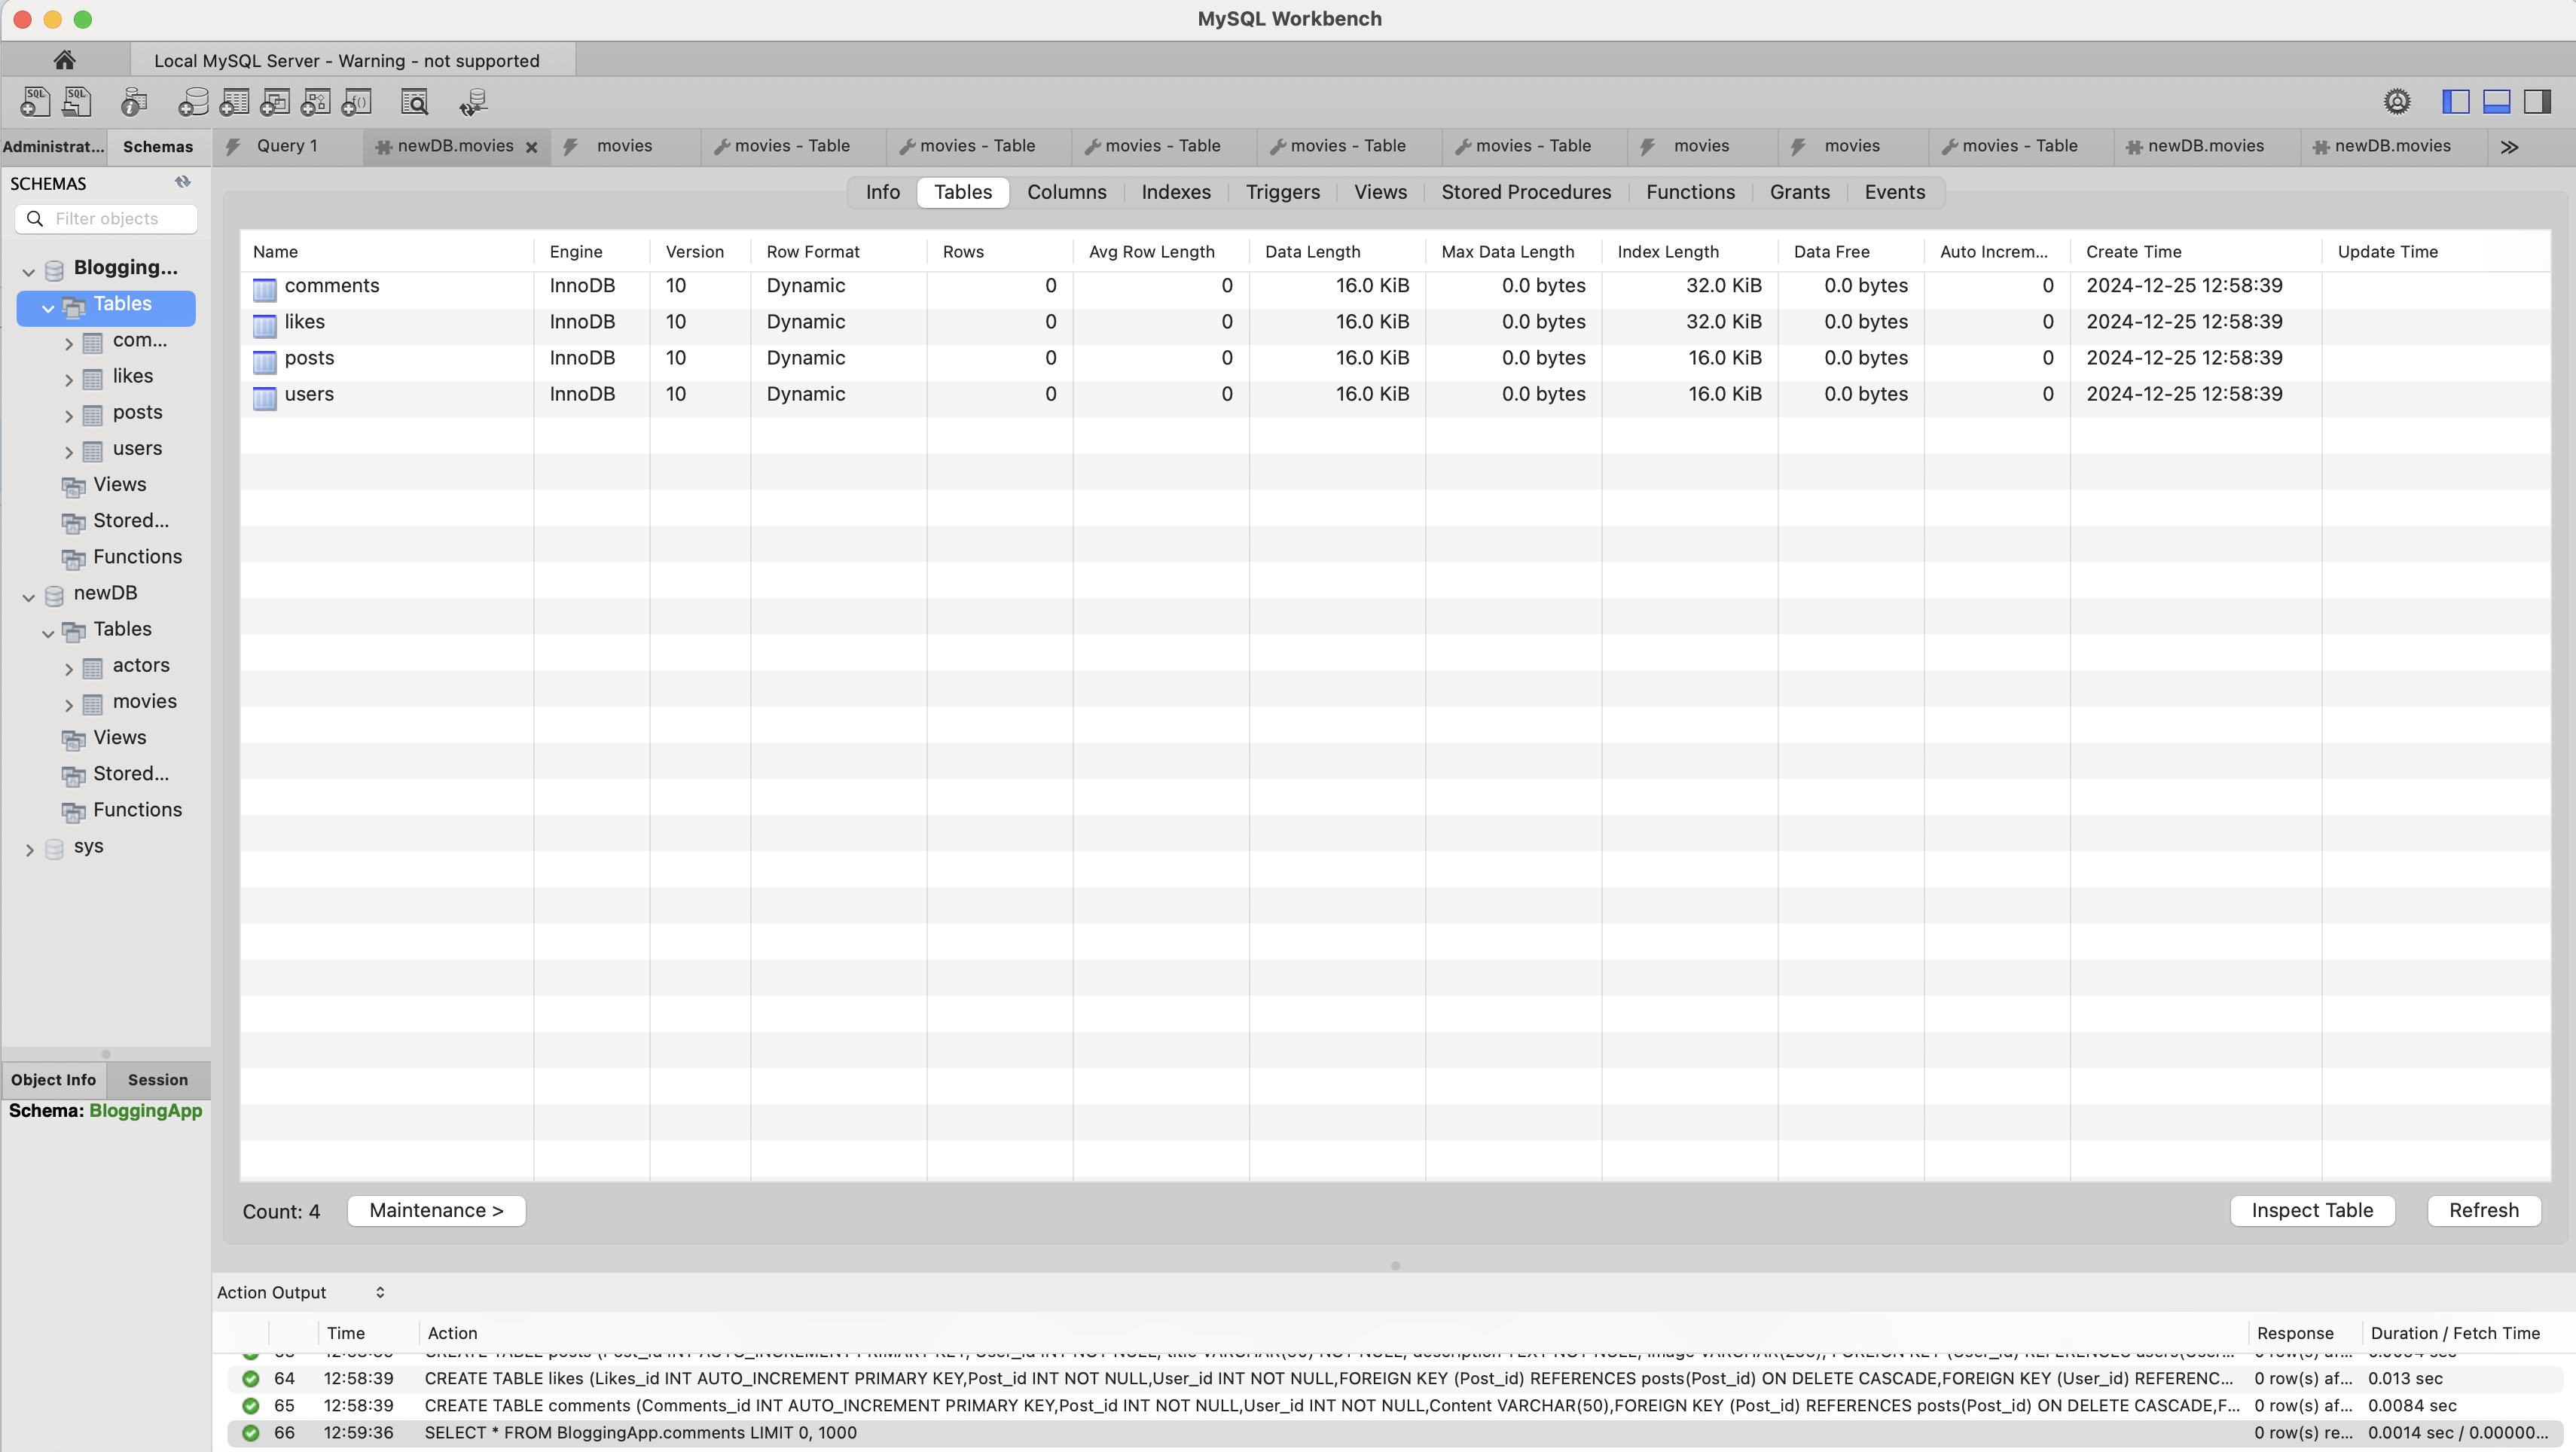 MySQL Workbench
Local MySQL Server - Warning - not supported
Administrat... Schemas Query 1 newDB.movies movies movies - Table movies - Table movies - Table movies - Table movies - Table movies movies movies - Table newDB.movies newDB.movies
SCHEMAS
Filter objects
Blogging...
Tables
com...
likes
posts
users
Views
Stored...
Functions
newDB
Tables
actors
movies
Views
Stored...
Functions
sys
Object Info Session
Schema: BloggingApp
Info Tables Columns Indexes Triggers Views Stored Procedures Functions Grants Events
Name Engine Version Row Format Rows Avg Row Length Data Length Max Data Length Index Length Data Free Auto Increm... Create Time Update Time
comments InnoDB 10 Dynamic 0 0 16.0 KiB 0.0 bytes 32.0 KiB 0.0 bytes 0 2024-12-25 12:58:39
likes InnoDB 10 Dynamic 0 0 16.0 KiB 0.0 bytes 32.0 KiB 0.0 bytes 0 2024-12-25 12:58:39
posts InnoDB 10 Dynamic 0 0 16.0 KiB 0.0 bytes 16.0 KiB 0.0 bytes 0 2024-12-25 12:58:39
users InnoDB 10 Dynamic 0 0 16.0 KiB 0.0 bytes 16.0 KiB 0.0 bytes 0 2024-12-25 12:58:39
Count: 4 Maintenance > Inspect Table Refresh
Action Output
Time Action Response Duration / Fetch Time
64 12:58:39 CREATE TABLE likes (Likes_id INT AUTO_INCREMENT PRIMARY KEY,Post_id INT NOT NULL,User_id INT NOT NULL,FOREIGN KEY (Post_id) REFERENCES posts(Post_id) ON DELETE CASCADE,FOREIGN KEY (User_id) REFERENC... 0 row(s) af... 0.013 sec
65 12:58:39 CREATE TABLE comments (Comments_id INT AUTO_INCREMENT PRIMARY KEY,Post_id INT NOT NULL,User_id INT NOT NULL,Content VARCHAR(50),FOREIGN KEY (Post_id) REFERENCES posts(Post_id) ON DELETE CASCADE,F... 0 row(s) af... 0.0084 sec
66 12:59:36 SELECT * FROM BloggingApp.comments LIMIT 0, 1000 0 row(s) re... 0.0014 sec / 0.00000...